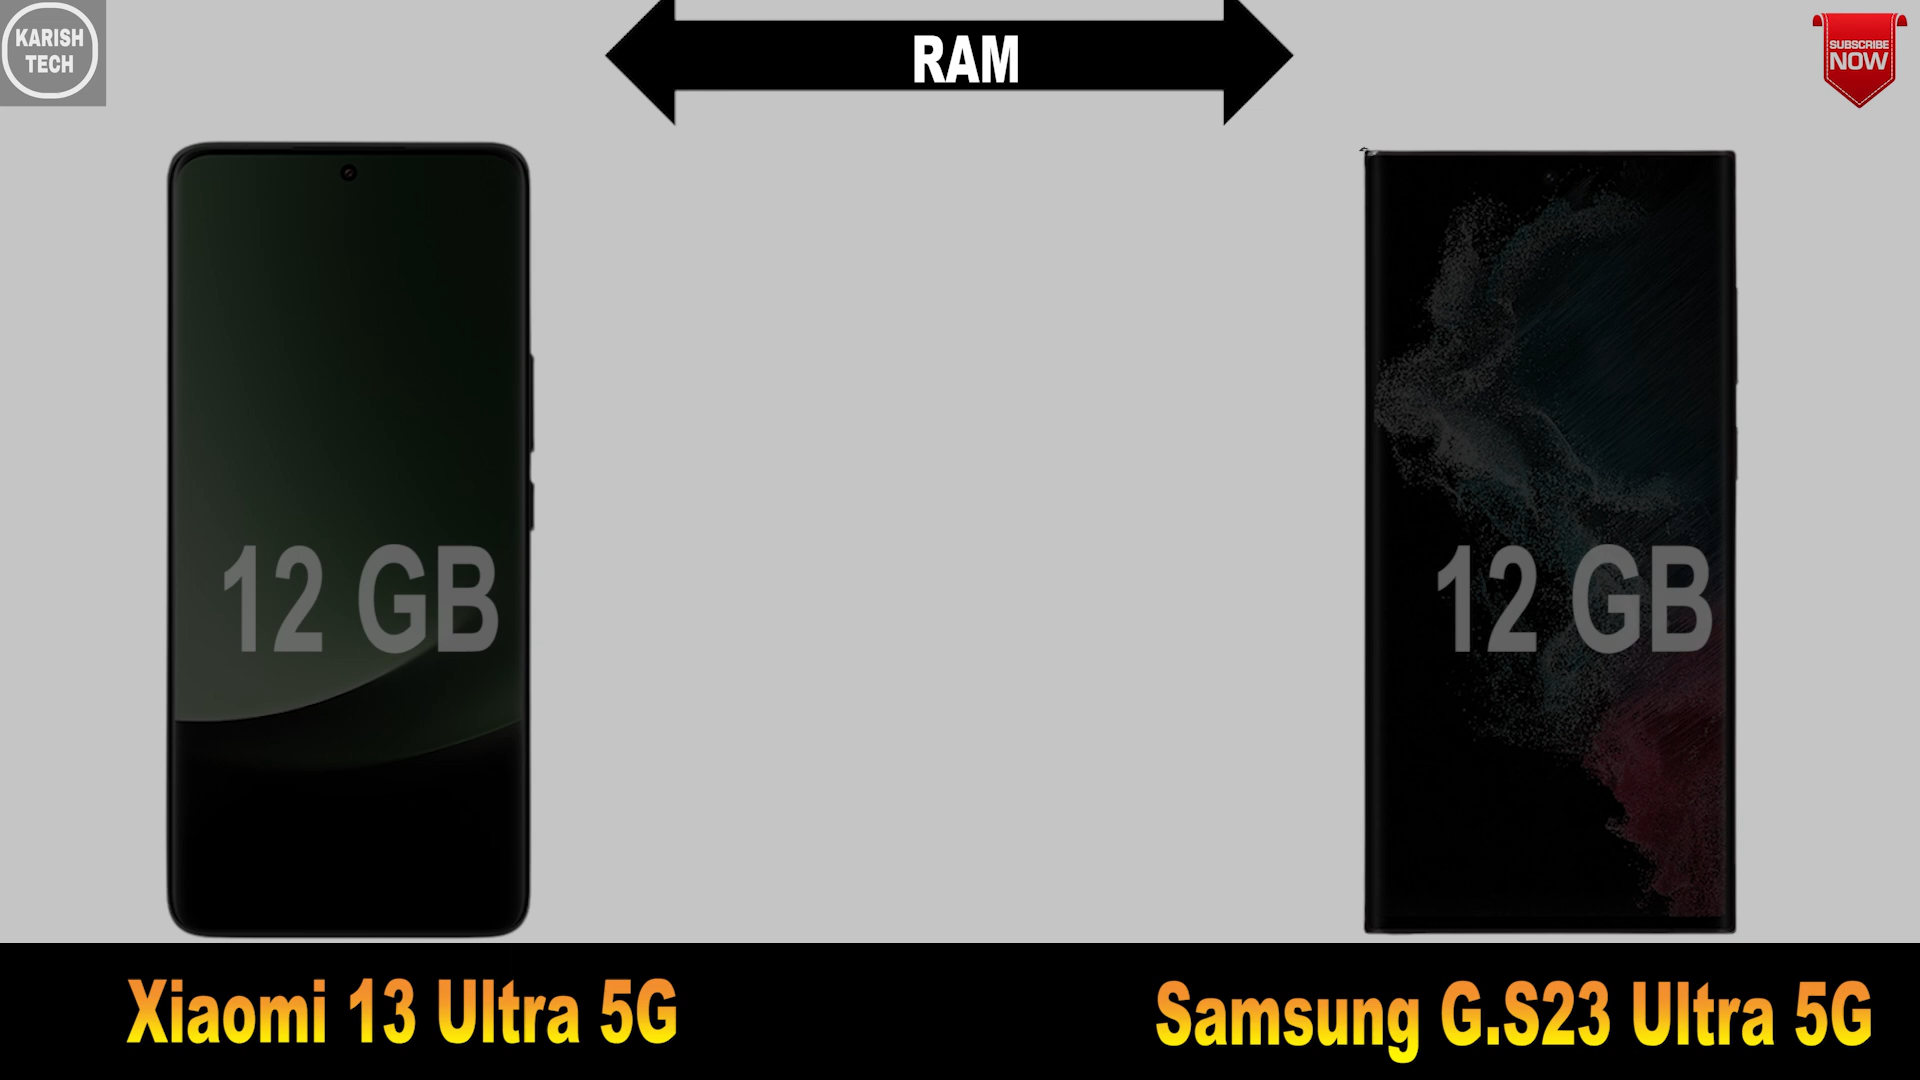 KARISH
TECH
RAM
SUBSCRIBE
NOW
12 GB
12 GB
Xiaomi 13 Ultra 5G
Samsung G.S23 Ultra 5G